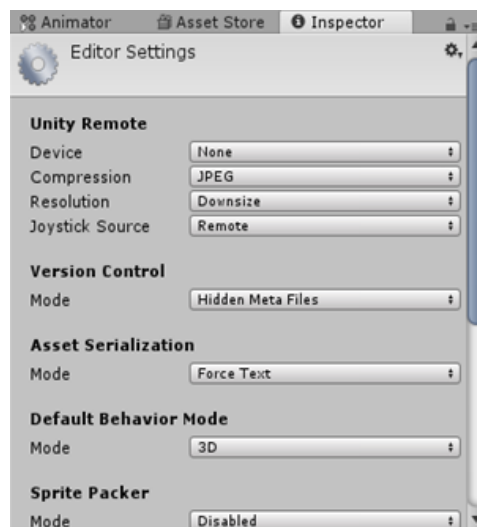 Animator Asset Store Inspector
Editor Settings
Unity Remote
Device None
Compression JPEG
Resolution Downsize
Joystick Source Remote
Version Control
Mode Hidden Meta Files
Asset Serialization
Mode Force Text
Default Behavior Mode
Mode 3D
Sprite Packer
Mode Disabled